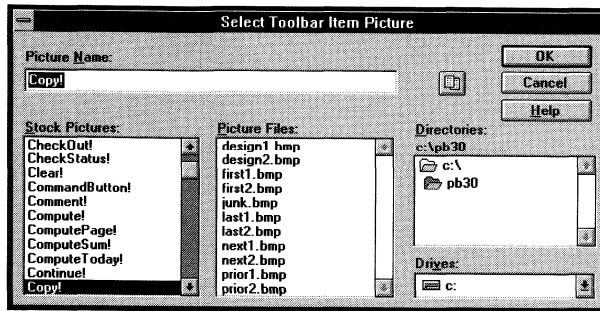 Select Toolbar Item Picture
Picture Name:
Copy!
OK
Cancel
Help
Stock Pictures:
CheckOut!
CheckStatus!
Clear!
CommandButton!
Comment!
Compute!
ComputePage!
ComputeSum!
ComputeToday!
Continue!
Copy!
Picture Files:
design1.bmp
design2.bmp
first1.bmp
first2.bmp
junk.bmp
last1.bmp
last2.bmp
next1.bmp
next2.bmp
prior1.bmp
prior2.bmp
Directories:
c:\pb30
c:\
pb30
Drives:
c: